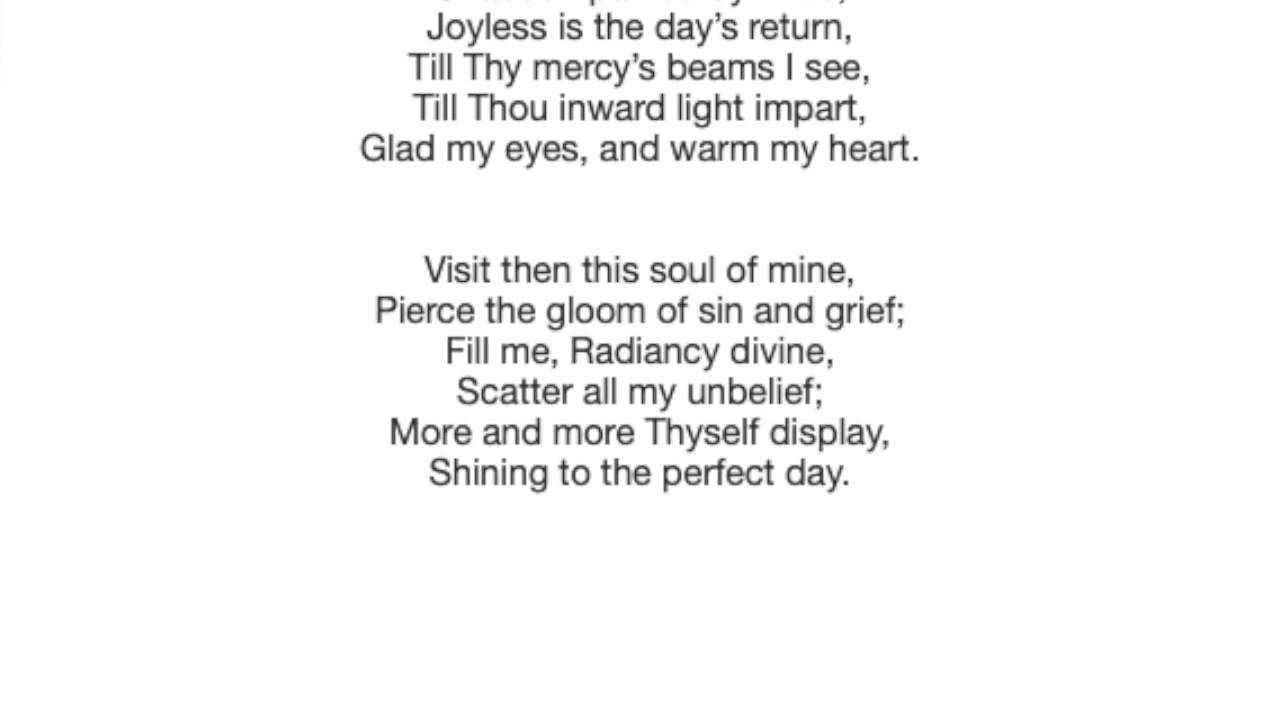 Joyless is the day’s return,
Till Thy mercy’s beams I see,
Till Thou inward light impart,
Glad my eyes, and warm my heart.
Visit then this soul of mine,
Pierce the gloom of sin and grief;
Fill me, Radiancy divine,
Scatter all my unbelief;
More and more Thyself display,
Shining to the perfect day.